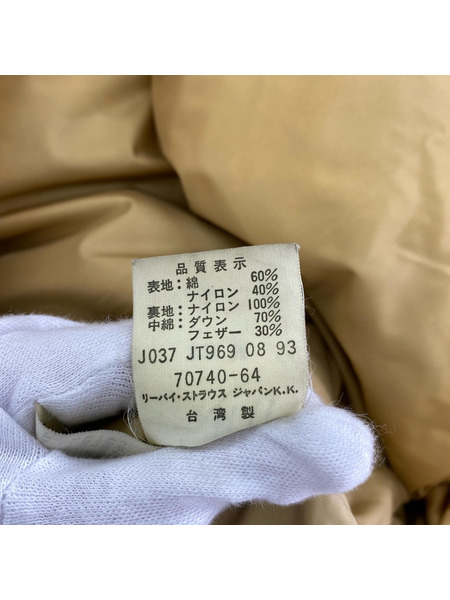 品質表示
表地：綿 60%
ナイロン 40%
裏地：ナイロン 100%
中綿：ダウン 70%
フェザー 30%
J037 JT969 08 93
70740-64
リーバイ・ストラウス ジャパンK.K.
台湾製